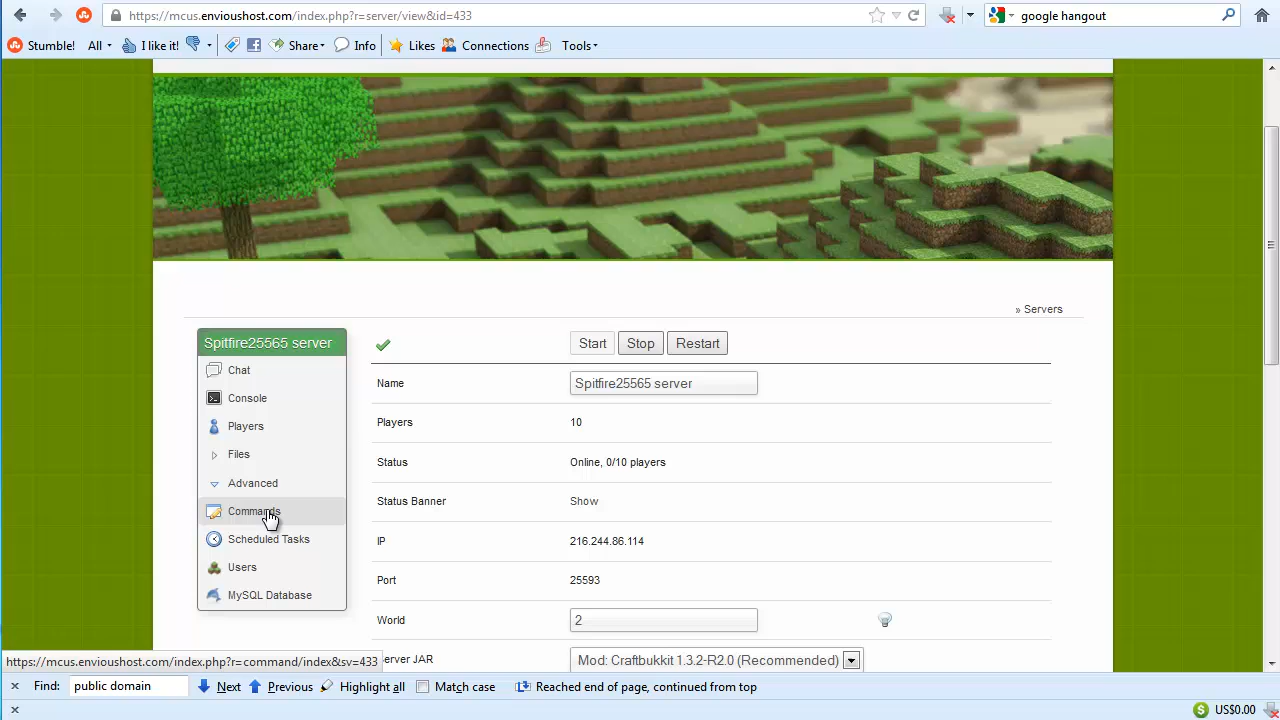 https://mcus.envioushost.com/index.php?r=server/view&id=433
google hangout
Stumble! All I like it! Share Info Likes Connections Tools
» Servers
Spitfire25565 server
Chat
Console
Players
Files
Advanced
Commands
Scheduled Tasks
Users
MySQL Database
Start Stop Restart
Name Spitfire25565 server
Players 10
Status Online, 0/10 players
Status Banner Show
IP 216.244.86.114
Port 25593
World 2
Server JAR Mod: Craftbukkit 1.3.2-R2.0 (Recommended)
https://mcus.envioushost.com/index.php?r=command/index&sv=433
Find: public domain Next Previous Highlight all Match case Reached end of page, continued from top
US$0.00